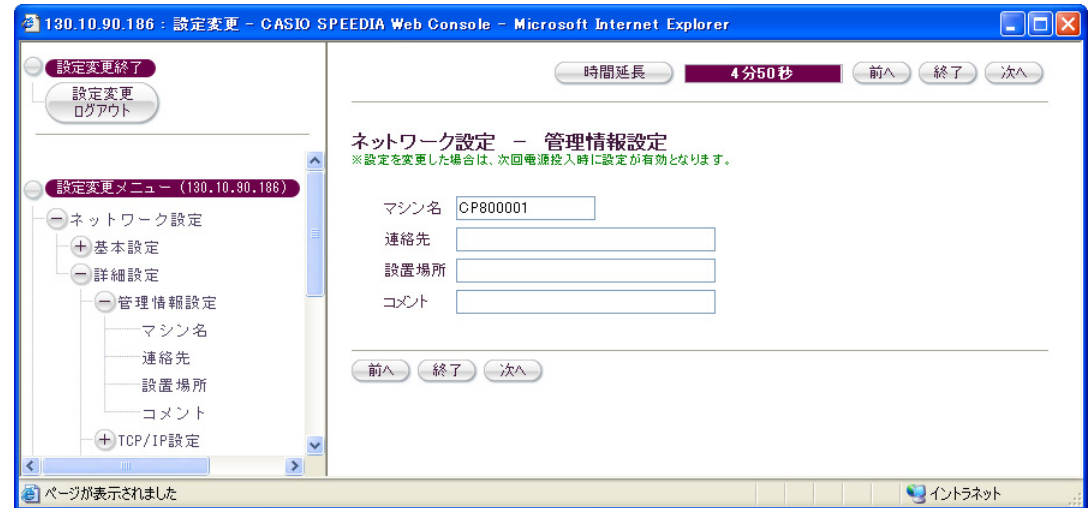 130.10.90.186 : 設定変更 - CASIO SPEEDIA Web Console - Microsoft Internet Explorer
設定変更終了
設定変更
ログアウト
時間延長 4分50秒 前へ 終了 次へ
ネットワーク設定 － 管理情報設定
※設定を変更した場合は、次回電源投入時に設定が有効となります。
設定変更メニュー (130.10.90.186)
ネットワーク設定
基本設定
詳細設定
管理情報設定
マシン名
連絡先
設置場所
コメント
TCP/IP設定
マシン名 CP800001
連絡先
設置場所
コメント
前へ 終了 次へ
ページが表示されました イントラネット